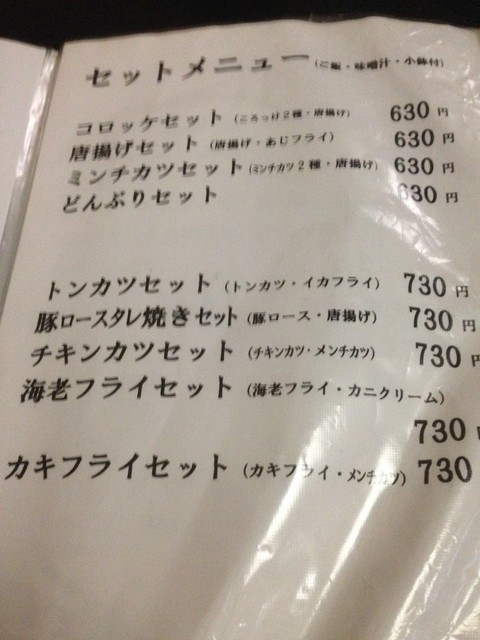 セットメニュー(ご飯・味噌汁・小鉢付)
コロッケセット (ころっけ2種・唐揚げ) 630 円
唐揚げセット (唐揚げ・あじフライ) 630 円
ミンチカツセット (ミンチカツ2種・唐揚げ) 630 円
どんぶりセット 630 円
トンカツセット (トンカツ・イカフライ) 730 円
豚ロースタレ焼きセット (豚ロース・唐揚げ) 730 円
チキンカツセット (チキンカツ・メンチカツ) 730 円
海老フライセット (海老フライ・カニクリーム)
730
カキフライセット (カキフライ・メンチカツ) 730